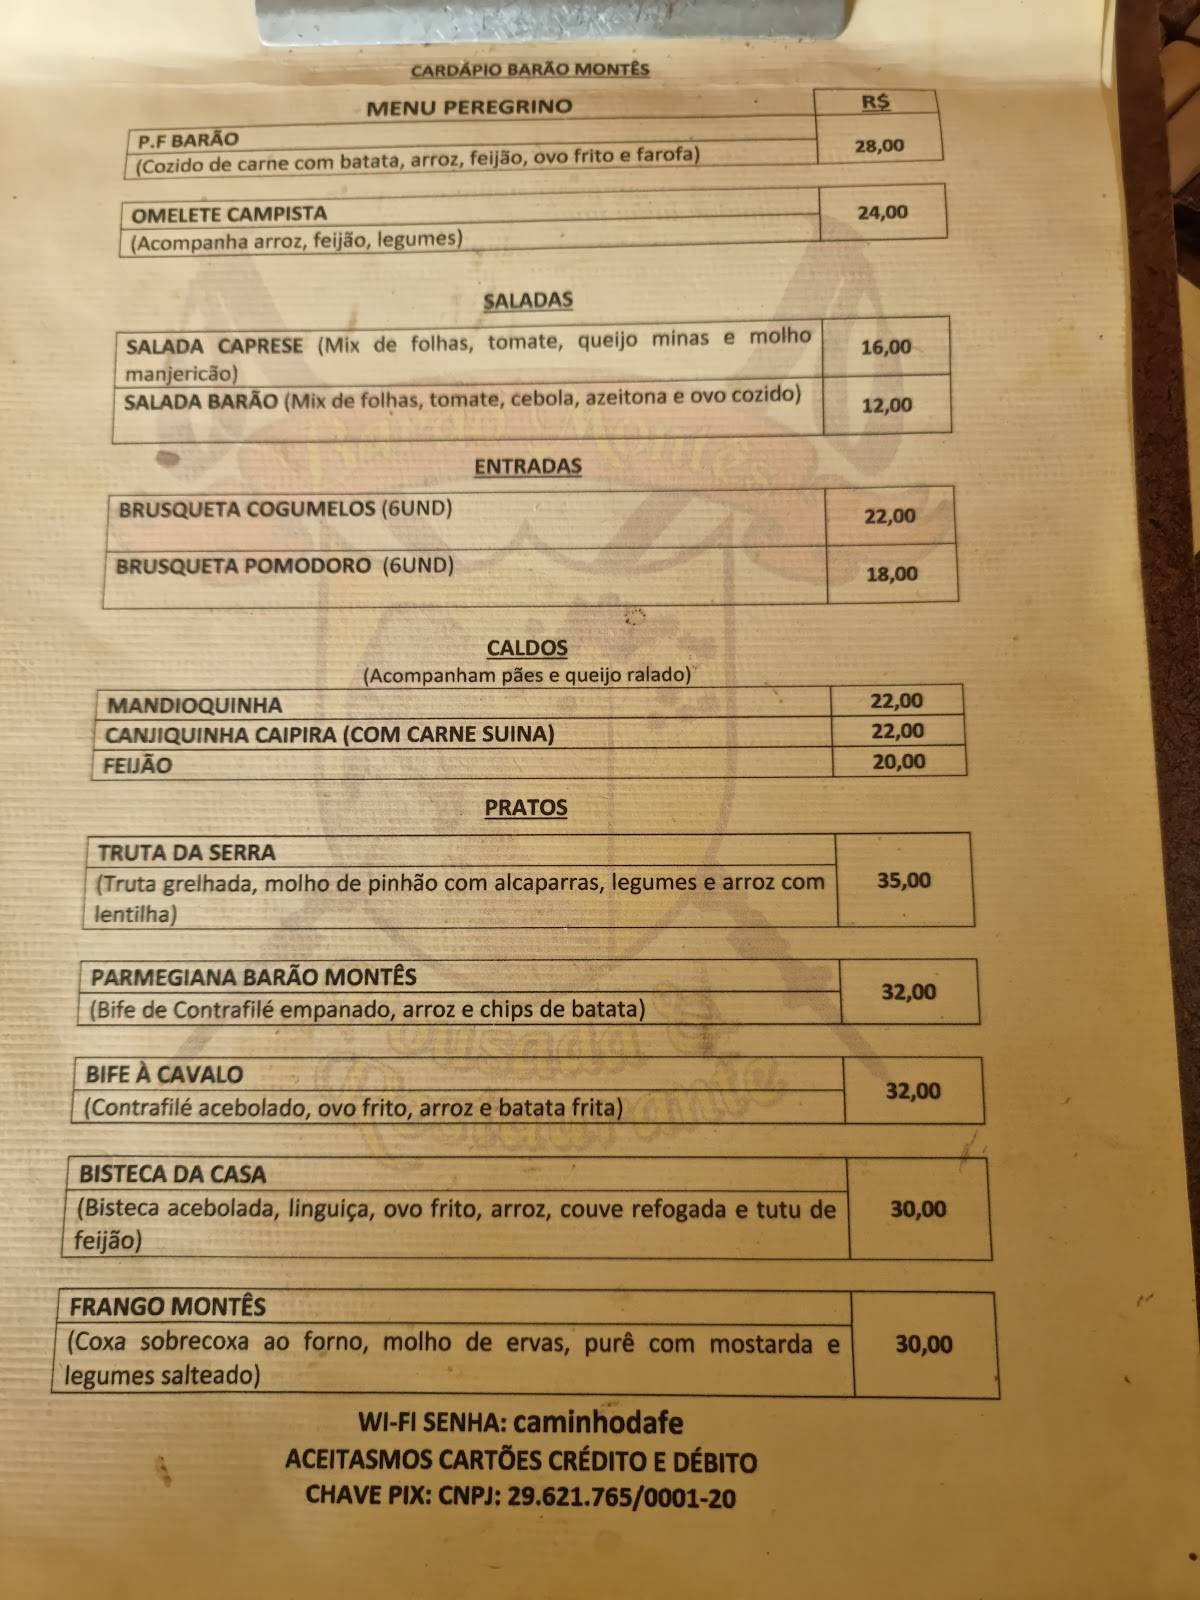 CARDÁPIO BARÃO MONTÊS
MENU PEREGRINO R$
P.F BARÃO
(Cozido de carne com batata, arroz, feijão, ovo frito e farofa) 28,00
OMELETE CAMPISTA 24,00
(Acompanha arroz, feijão, legumes)
SALADAS
SALADA CAPRESE (Mix de folhas, tomate, queijo minas e molho 16,00
manjericão)
SALADA BARÃO (Mix de folhas, tomate, cebola, azeitona e ovo cozido) 12,00
ENTRADAS
BRUSQUETA COGUMELOS (6UND) 22,00
BRUSQUETA POMODORO (6UND) 18,00
CALDOS
(Acompanham pães e queijo ralado)
MANDIOQUINHA 22,00
CANJIQUINHA CAIPIRA (COM CARNE SUINA) 22,00
FEIJÃO 20,00
PRATOS
TRUTA DA SERRA
(Truta grelhada, molho de pinhão com alcaparras, legumes e arroz com 35,00
lentilha)
PARMEGIANA BARÃO MONTÊS 32,00
(Bife de Contrafilé empanado, arroz e chips de batata)
BIFE À CAVALO 32,00
(Contrafilé acebolado, ovo frito, arroz e batata frita)
BISTECA DA CASA
(Bisteca acebolada, linguiça, ovo frito, arroz, couve refogada e tutu de 30,00
feijão)
FRANGO MONTÊS
(Coxa sobrecoxa ao forno, molho de ervas, purê com mostarda e 30,00
legumes salteado)
WI-FI SENHA: caminhodafe
ACEITASMOS CARTÕES CRÉDITO E DÉBITO
CHAVE PIX: CNPJ: 29.621.765/0001-20
Barão Montês
Pousada &
Restaurante